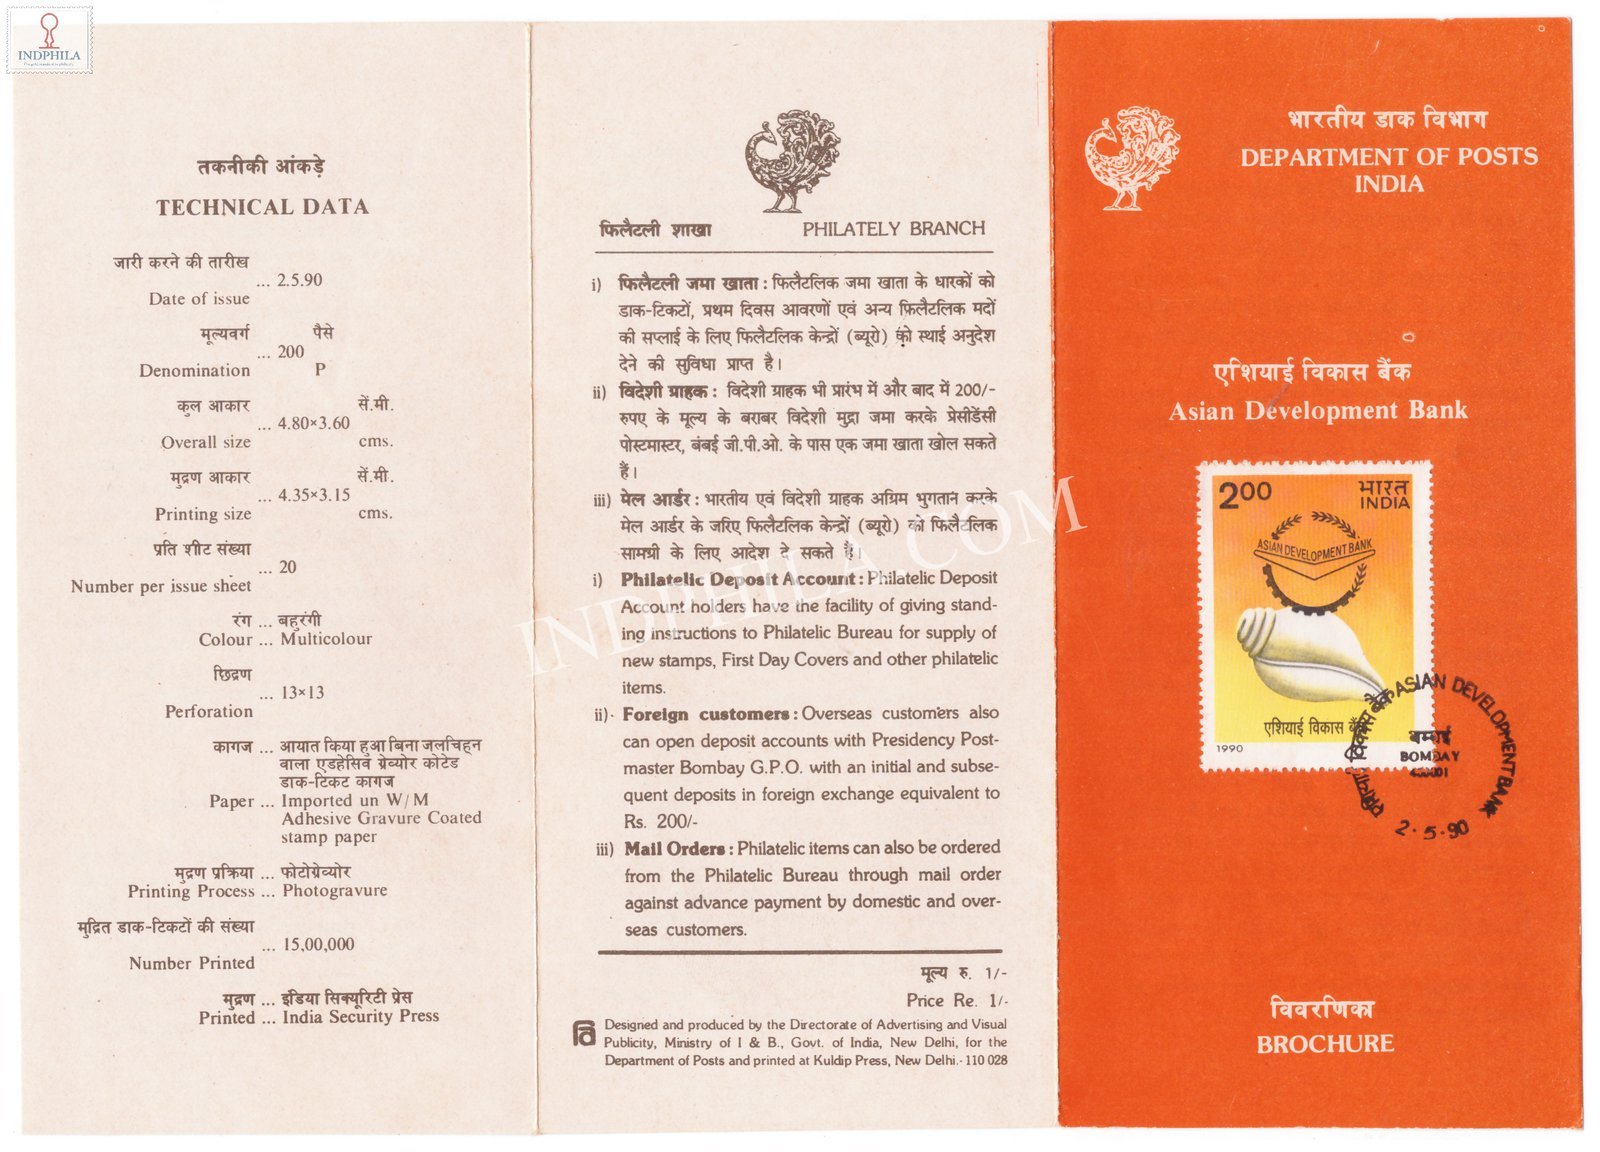 INDPHILA
तकनीकी आंकड़े
TECHNICAL DATA
जारी करने की तारीख
... 2.5.90
Date of issue
मूल्यवर्ग पैसे
... 200
Denomination P
कुल आकार सें.मी.
... 4.80×3.60
Overall size cms.
मुद्रण आकार सें.मी.
... 4.35×3.15
Printing size cms.
प्रति शीट संख्या
... 20
Number per issue sheet
रंग ... बहुरंगी
Colour ... Multicolour
छिद्रण
... 13×13
Perforation
कागज ... आयात किया हुआ बिना जलचिहन
वाला एडहेसिव ग्रेव्योर कोटेड
डाक-टिकट कागज
Paper ... Imported un W/M
Adhesive Gravure Coated
stamp paper
मुद्रण प्रक्रिया ... फोटोग्रेव्योर
Printing Process ... Photogravure
मुद्रित डाक-टिकटों की संख्या
... 15,00,000
Number Printed
मुद्रण ... इंडिया सिक्यूरिटी प्रेस
Printed ... India Security Press
फिलैटली शाखा PHILATELY BRANCH
i) फिलैटली जमा खाता : फिलैटलिक जमा खाता के धारकों को
डाक-टिकटों, प्रथम दिवस आवरणों एवं अन्य फ़िलैटलिक मदों
की सप्लाई के लिए फिलैटलिक केन्द्रों (ब्यूरो) को स्थाई अनुदेश
देने की सुविधा प्राप्त है।
ii) विदेशी ग्राहक : विदेशी ग्राहक भी प्रारंभ में और बाद में 200/-
रुपए के मूल्य के बराबर विदेशी मुद्रा जमा करके प्रेसीडेंसी
पोस्टमास्टर, बंबई जी.पी.ओ. के पास एक जमा खाता खोल सकते
हैं।
iii) मेल आर्डर : भारतीय एवं विदेशी ग्राहक अग्रिम भुगतान करके
मेल आर्डर के जरिए फिलैटलिक केन्द्रों (ब्यूरो) को फिलैटलिक
सामग्री के लिए आदेश दे सकते हैं।
i) Philatelic Deposit Account : Philatelic Deposit
Account holders have the facility of giving stand-
ing instructions to Philatelic Bureau for supply of
new stamps, First Day Covers and other philatelic
items.
ii) Foreign customers : Overseas customers also
can open deposit accounts with Presidency Post-
master Bombay G.P.O. with an initial and subse-
quent deposits in foreign exchange equivalent to
Rs. 200/-
iii) Mail Orders : Philatelic items can also be ordered
from the Philatelic Bureau through mail order
against advance payment by domestic and over-
seas customers.
मूल्य रु. 1/-
Price Re. 1/-
Designed and produced by the Directorate of Advertising and Visual
Publicity, Ministry of I & B., Govt. of India, New Delhi, for the
Department of Posts and printed at Kuldip Press, New Delhi.-110 028
INDPHILA.COM
भारतीय डाक विभाग
DEPARTMENT OF POSTS
INDIA
एशियाई विकास बैंक
Asian Development Bank
200 भारत
INDIA
ASIAN DEVELOPMENT BANK
एशियाई विकास बैंक
1990
एशियाई विकास बैंक ASIAN DEVELOPMENT BANK
बम्बई
BOMBAY
2.5.90
विवरणिका
BROCHURE